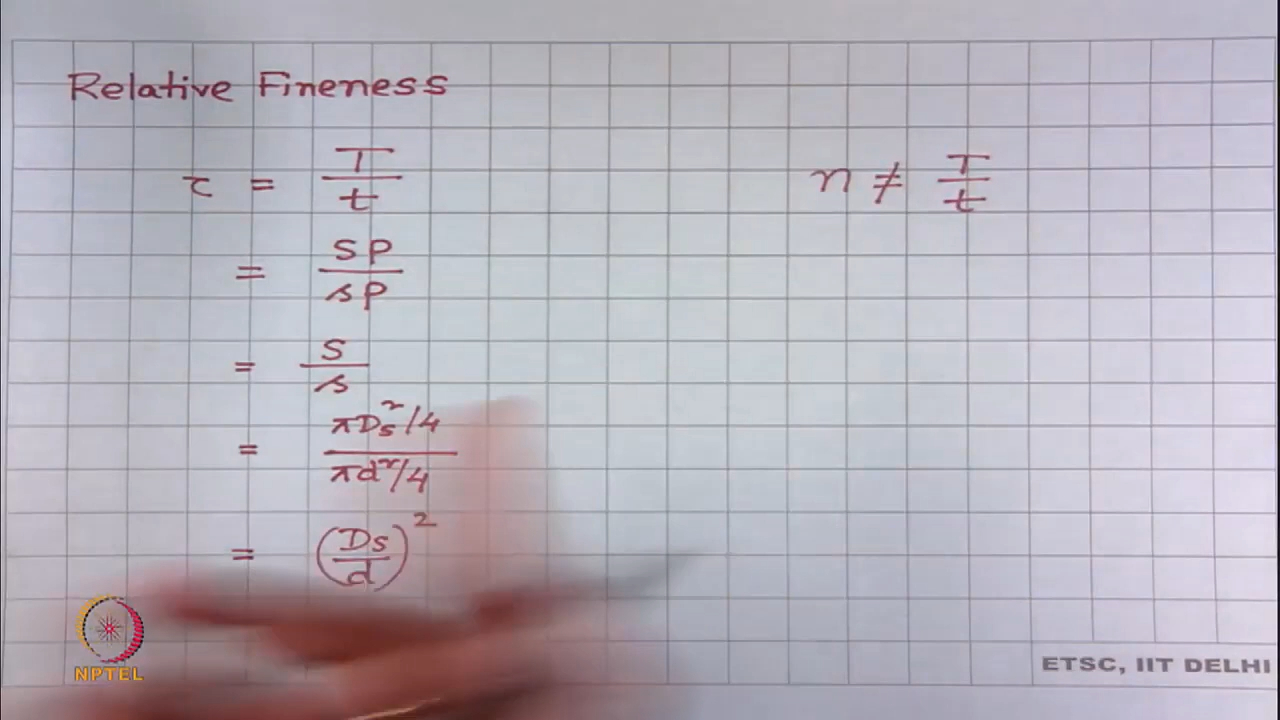 Relative Fineness
τ = T/t
n ≠ T/t
= Sρ/sρ
= S/s
= (πDs²/4)/(πd²/4)
= (Ds/d)²
NPTEL
ETSC, IIT DELHI